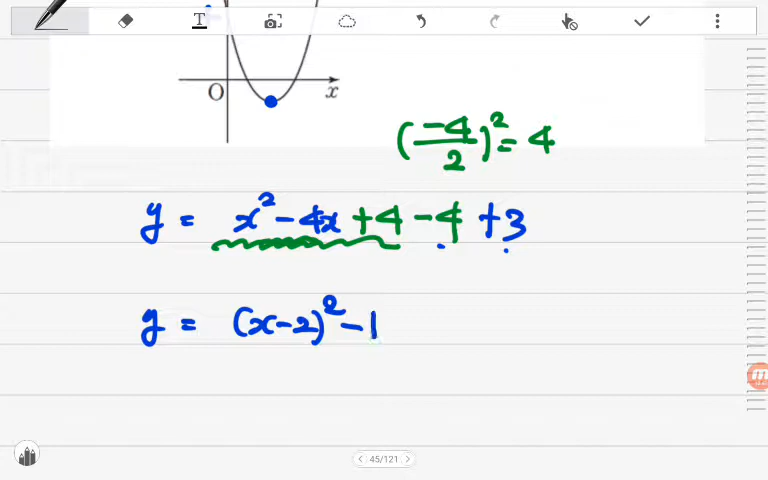 T
O
x
(-4/2)² = 4
y = x² - 4x + 4 - 4 + 3
y = (x-2)² - 1
45/121